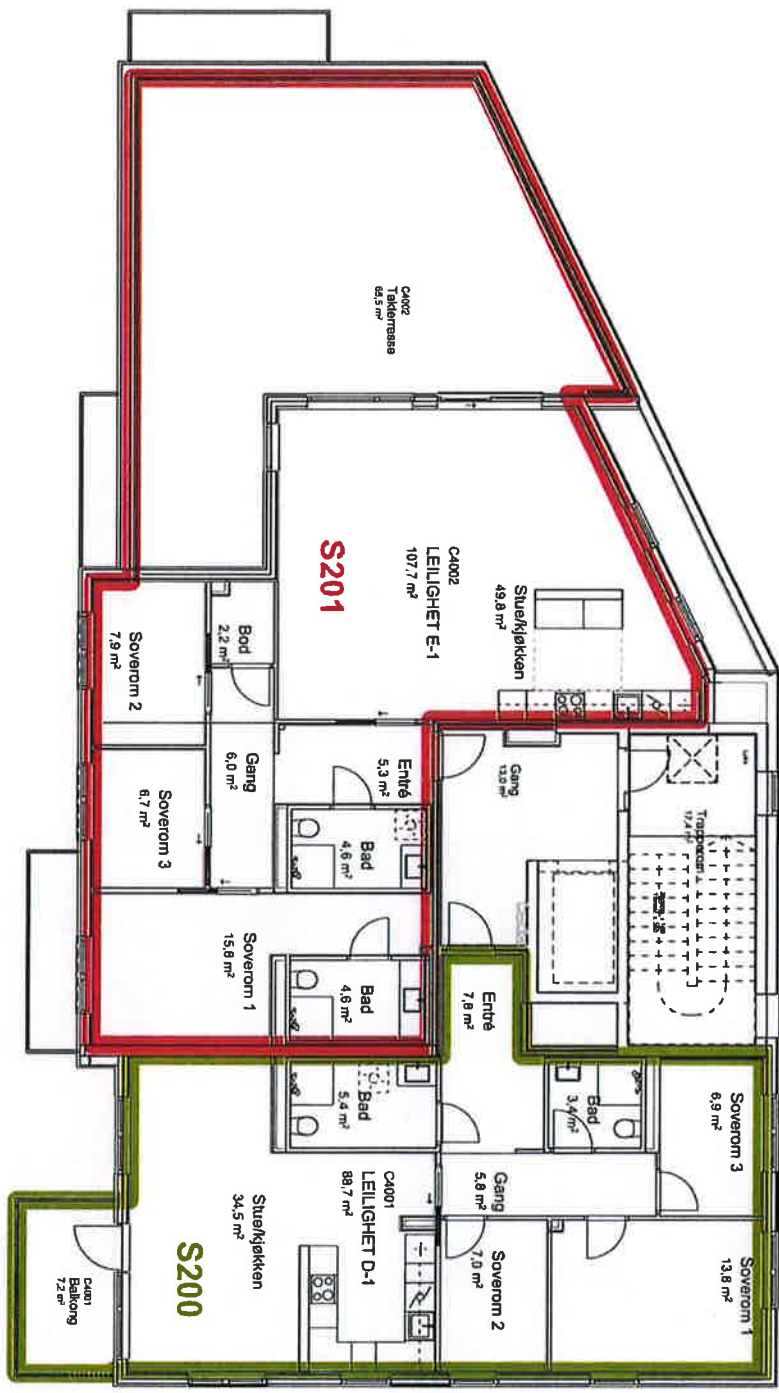 C4002
Takterrasse
65,5 m²
S201
C4002
LEILIGHET E-1
107,7 m²
Stue/kjøkken
49,8 m²
Soverom 2
7,9 m²
Bod
2,2 m²
Gang
6,0 m²
Entré
5,3 m²
Soverom 3
6,7 m²
Bad
4,6 m²
Soverom 1
15,8 m²
Bad
4,6 m²
Gang
13,0 m²
Trapperom
17,4 m²
Entré
7,8 m²
Bad
5,4 m²
Bad
3,4 m²
Soverom 3
6,9 m²
Gang
5,8 m²
C4001
LEILIGHET D-1
88,7 m²
Stue/kjøkken
34,5 m²
S200
Soverom 2
7,0 m²
Soverom 1
13,8 m²
C4001
Balkong
7,2 m²